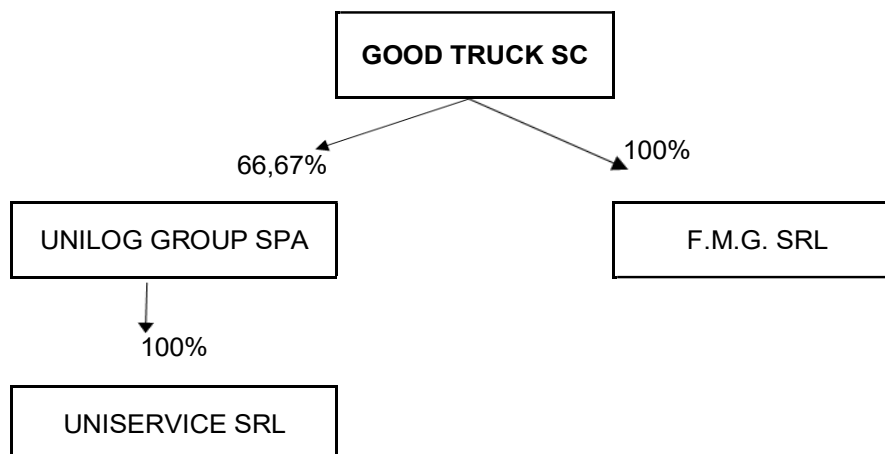 GOOD TRUCK SC
66,67%
100%
UNILOG GROUP SPA
F.M.G. SRL
100%
UNISERVICE SRL